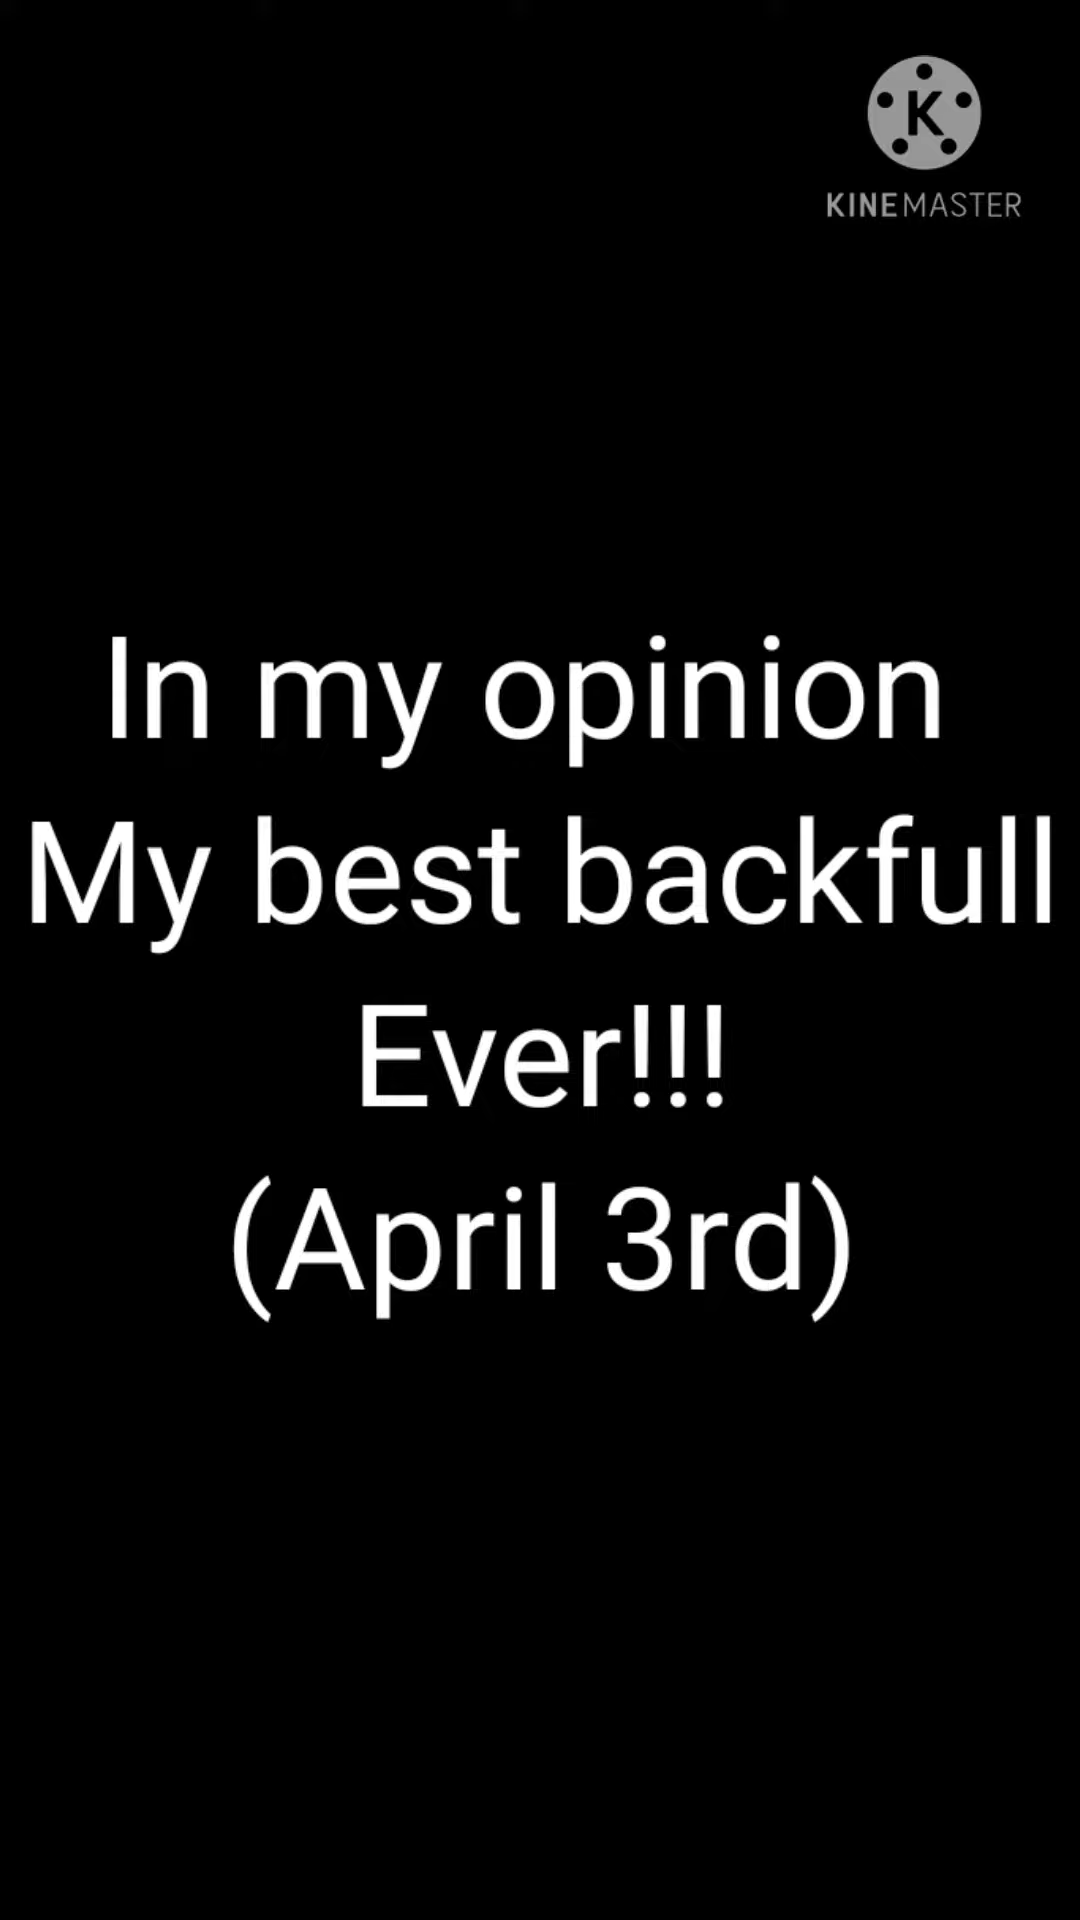 K
KINEMASTER
In my opinion
My best backfull
Ever!!!
(April 3rd)